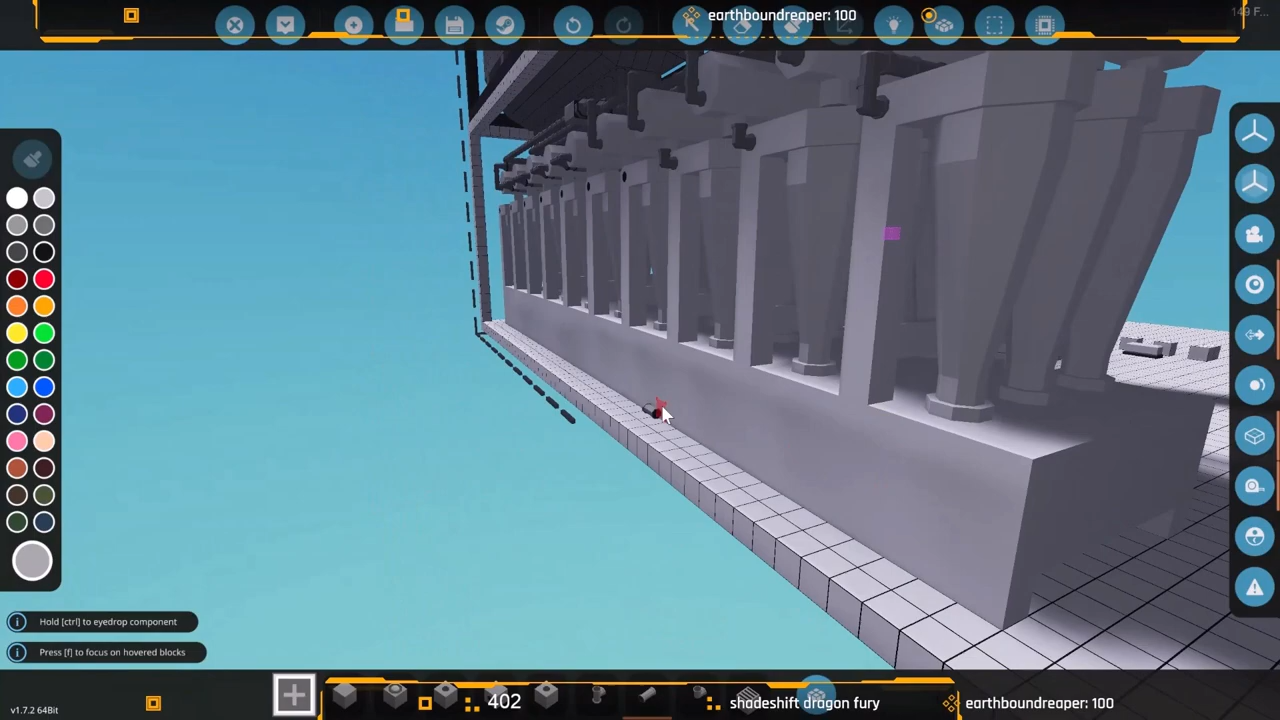 earthboundreaper: 100
Hold [ctrl] to eyedrop component
Press [f] to focus on hovered blocks
v1.7.2 64Bit
402
shadeshift dragon fury
earthboundreaper: 100